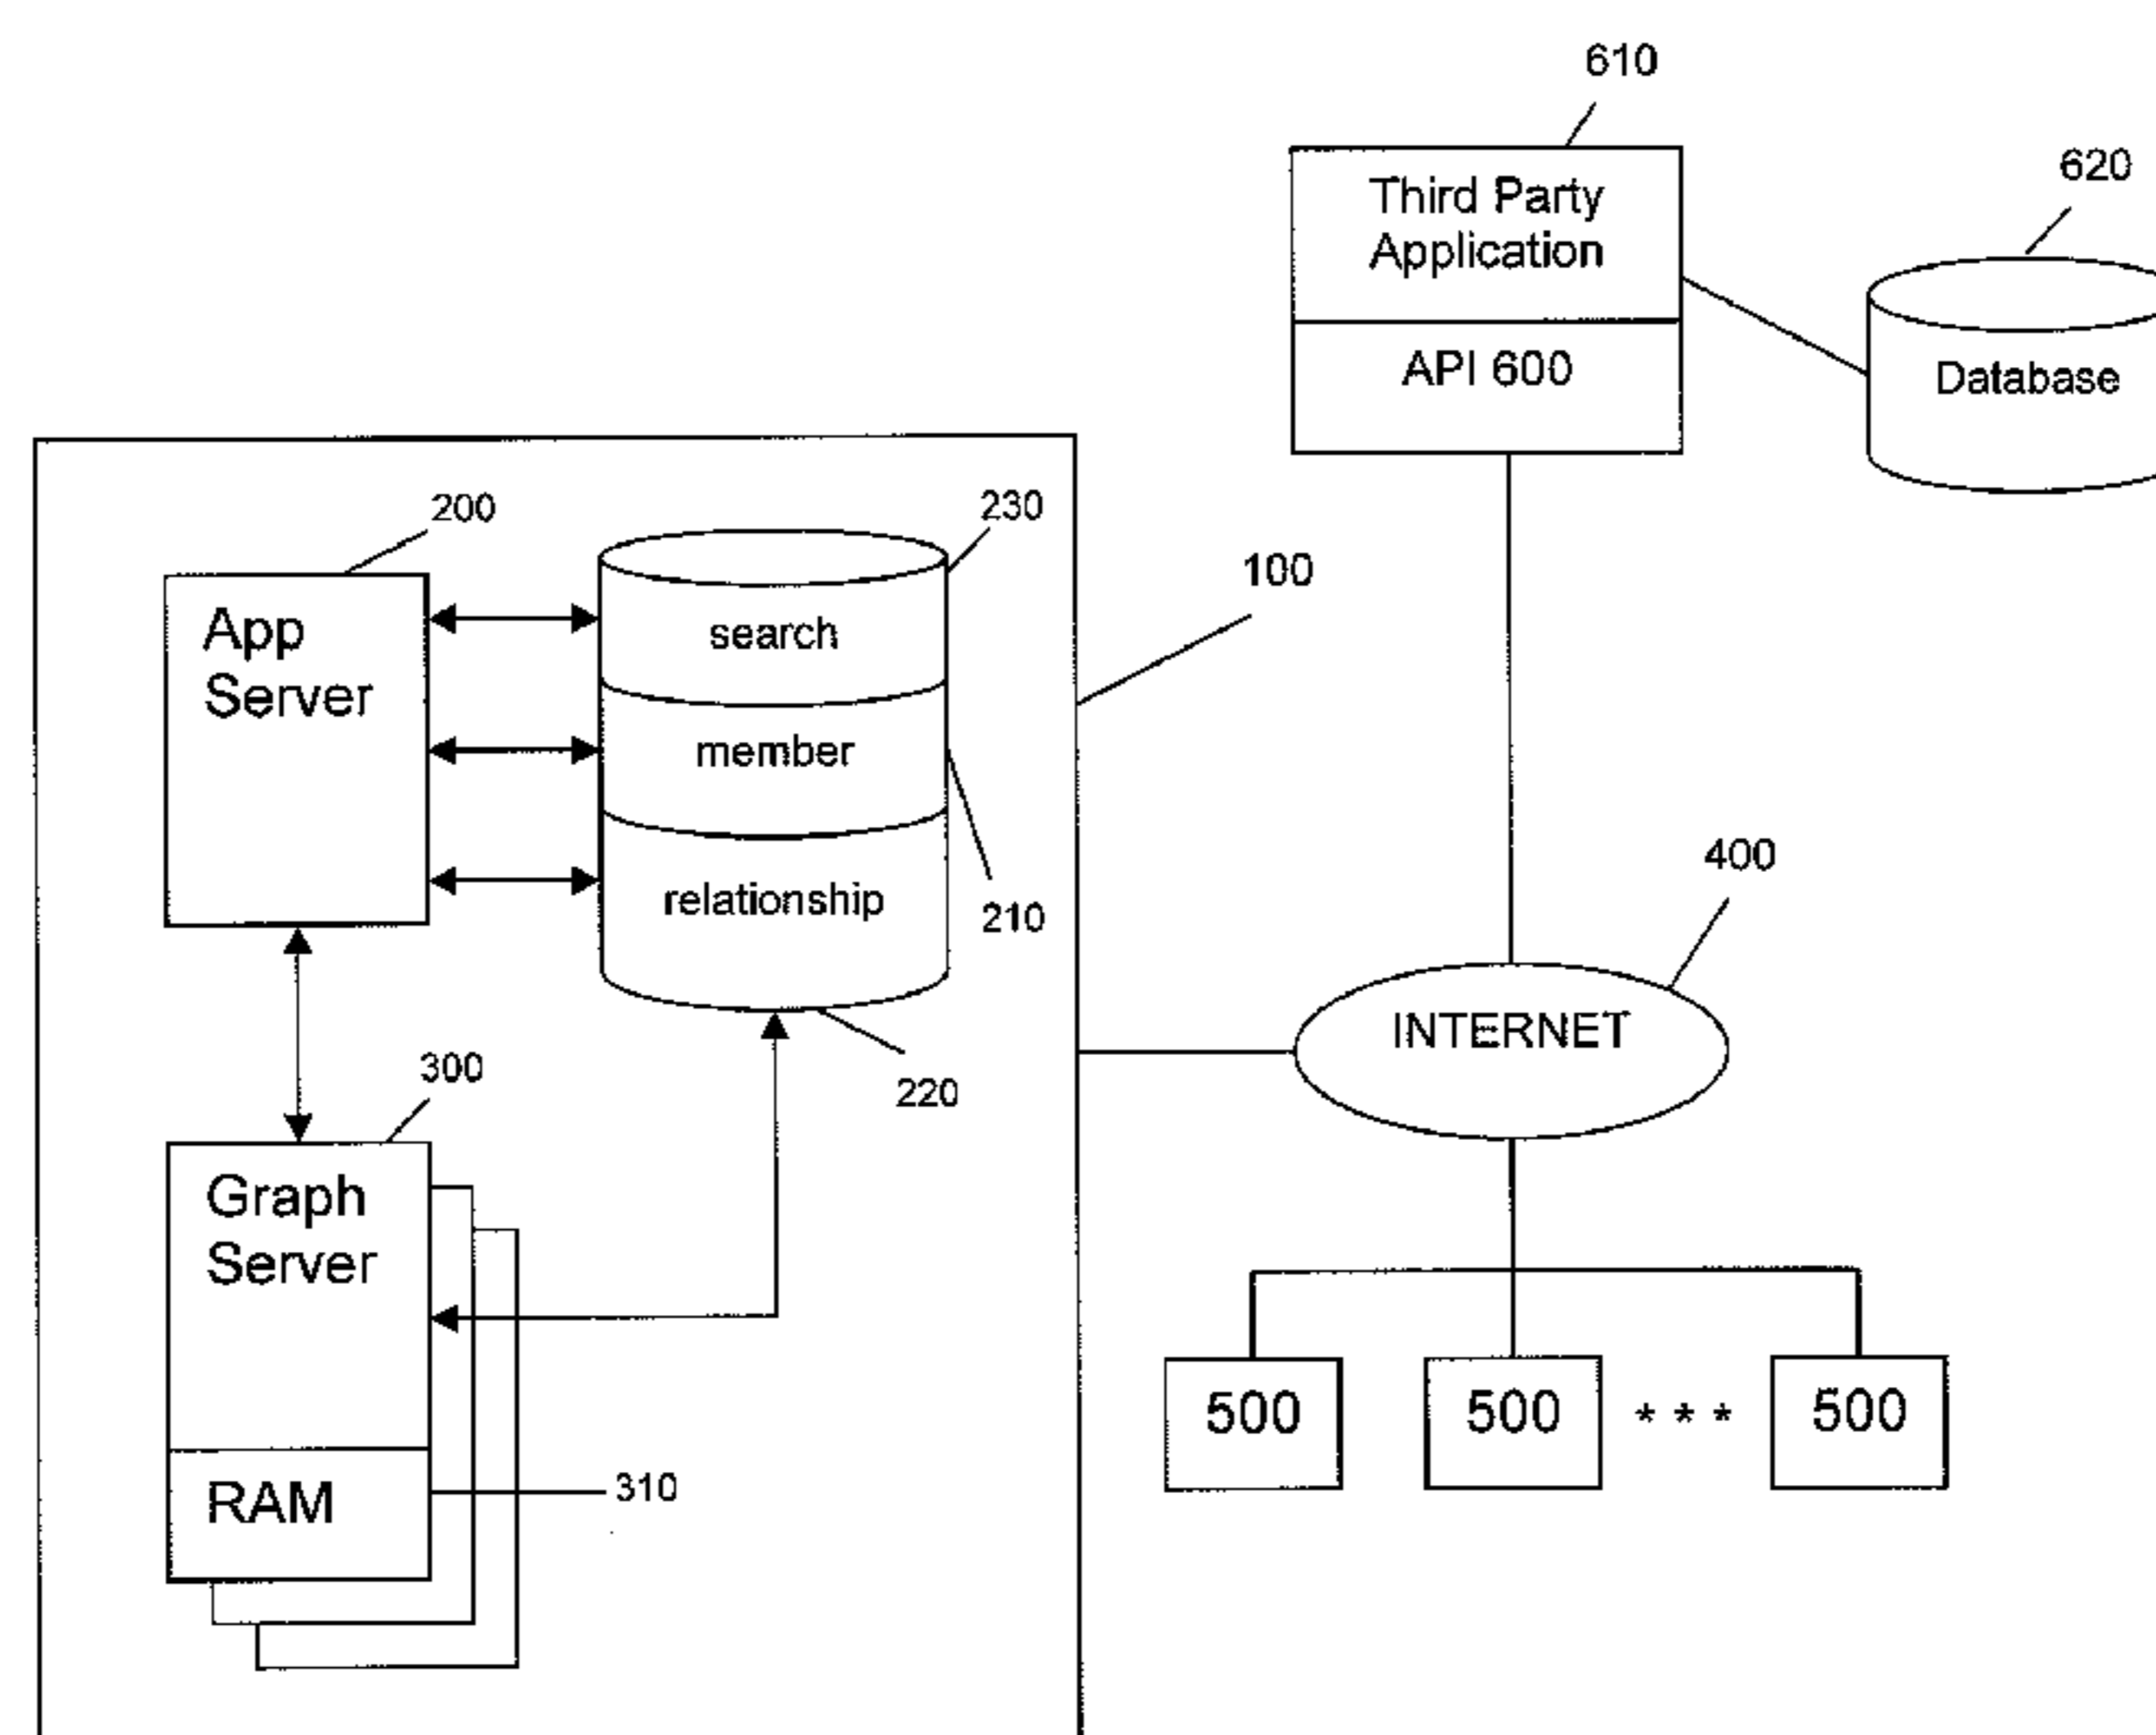 610
620
Third Party
Application
API 600
Database
200
230
100
App
Server
search
member
relationship
210
400
INTERNET
220
300
Graph
Server
RAM
310
500
500
* * *
500